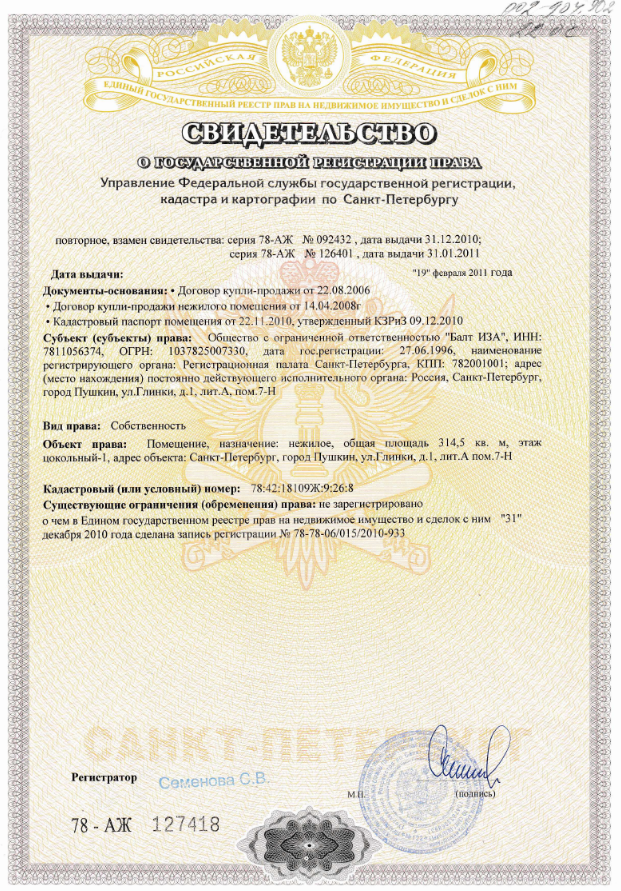 002-904.902
22 ОС
РОССИЙСКАЯ ФЕДЕРАЦИЯ
ЕДИНЫЙ ГОСУДАРСТВЕННЫЙ РЕЕСТР ПРАВ НА НЕДВИЖИМОЕ ИМУЩЕСТВО И СДЕЛОК С НИМ
СВИДЕТЕЛЬСТВО
О ГОСУДАРСТВЕННОЙ РЕГИСТРАЦИИ ПРАВА
Управление Федеральной службы государственной регистрации,
кадастра и картографии по Санкт-Петербургу
повторное, взамен свидетельства: серия 78-АЖ № 092432 , дата выдачи 31.12.2010;
серия 78-АЖ № 126401 , дата выдачи 31.01.2011
Дата выдачи: "19" февраля 2011 года
Документы-основания: • Договор купли-продажи от 22.08.2006
• Договор купли-продажи нежилого помещения от 14.04.2008г
• Кадастровый паспорт помещения от 22.11.2010, утвержденный КЗРиЗ 09.12.2010
Субъект (субъекты) права: Общество с ограниченной ответственностью "Балт ИЗА", ИНН:
7811056374, ОГРН: 1037825007330, дата гос.регистрации: 27.06.1996, наименование
регистрирующего органа: Регистрационная палата Санкт-Петербурга, КПП: 782001001; адрес
(место нахождения) постоянно действующего исполнительного органа: Россия, Санкт-Петербург,
город Пушкин, ул.Глинки, д.1, лит.А, пом.7-Н
Вид права: Собственность
Объект права: Помещение, назначение: нежилое, общая площадь 314,5 кв. м, этаж
цокольный-1, адрес объекта: Санкт-Петербург, город Пушкин, ул.Глинки, д.1, лит.А пом.7-Н
Кадастровый (или условный) номер: 78:42:18109Ж:9:26:8
Существующие ограничения (обременения) права: не зарегистрировано
о чем в Едином государственном реестре прав на недвижимое имущество и сделок с ним "31"
декабря 2010 года сделана запись регистрации № 78-78-06/015/2010-933
САНКТ-ПЕТЕРБУРГ
Регистратор Семенова С.В.
М.П. (подпись)
78 - АЖ 127418